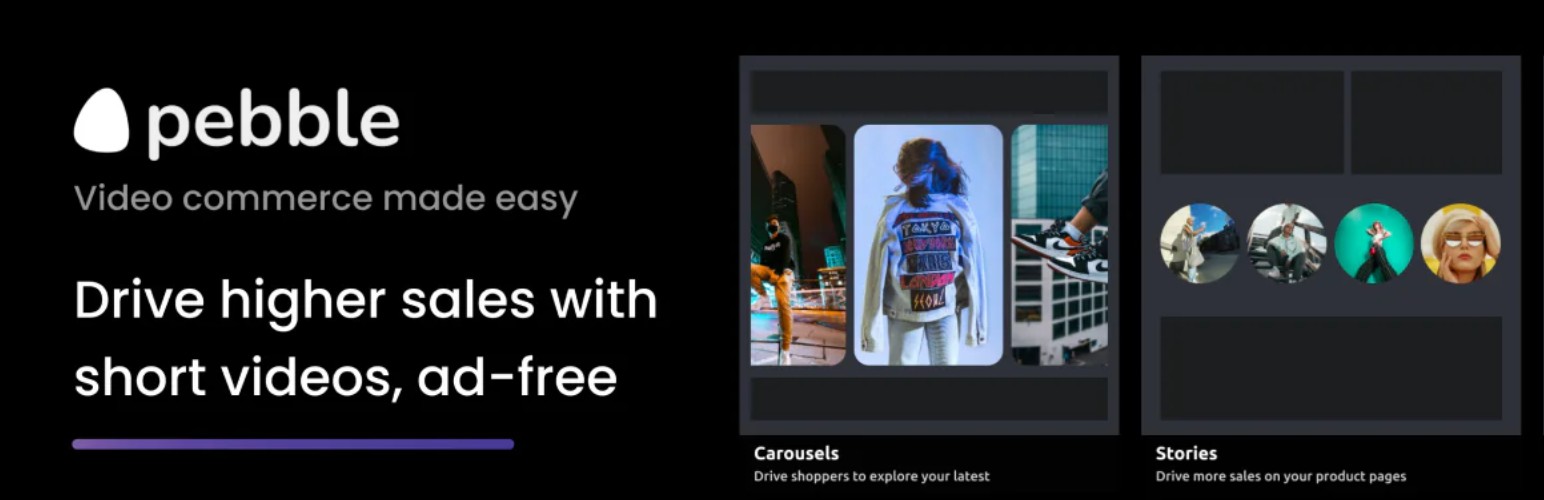 pebble
Video commerce made easy
Drive higher sales with
short videos, ad-free
TOKYO
LONDON
SEOUL
Carousels
Drive shoppers to explore your latest
Stories
Drive more sales on your product pages